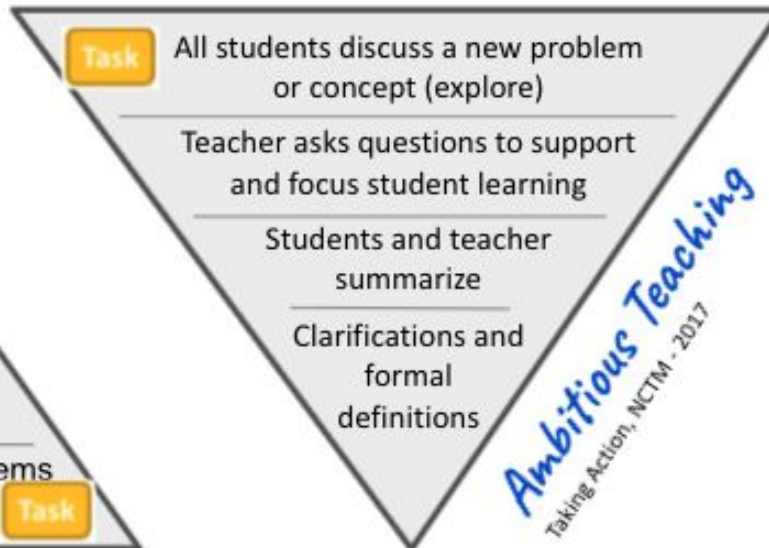 Task
All students discuss a new problem
or concept (explore)
Teacher asks questions to support
and focus student learning
Students and teacher
summarize
Clarifications and
formal
definitions
Ambitious Teaching
Taking Action, NCTM - 2017
ems
Task